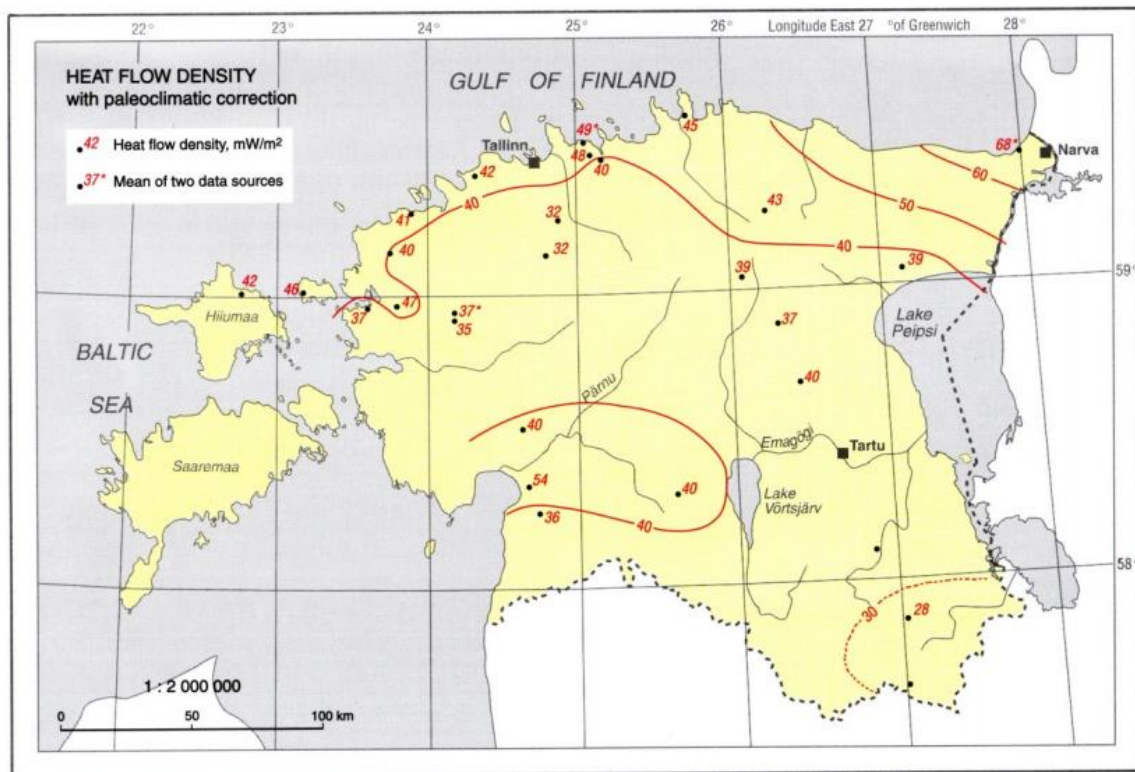 22° 23° 24° 25° 26° Longitude East 27 °of Greenwich 28°
HEAT FLOW DENSITY
with paleoclimatic correction
42 Heat flow density, mW/m²
37* Mean of two data sources
GULF OF FINLAND
Tallinn
49*
48
40
45
42
40
41
40
32
32
43
50
60
68*
Narva
40
39
39
59°
42
46
37
47
37*
35
Hiiumaa
37
Lake
Peipsi
BALTIC
SEA
40
Pärnu
40
Emagõgi
Tartu
Saaremaa
54
40
36
40
Lake
Võrtsjärv
58°
30
28
1 : 2 000 000
0 50 100 km